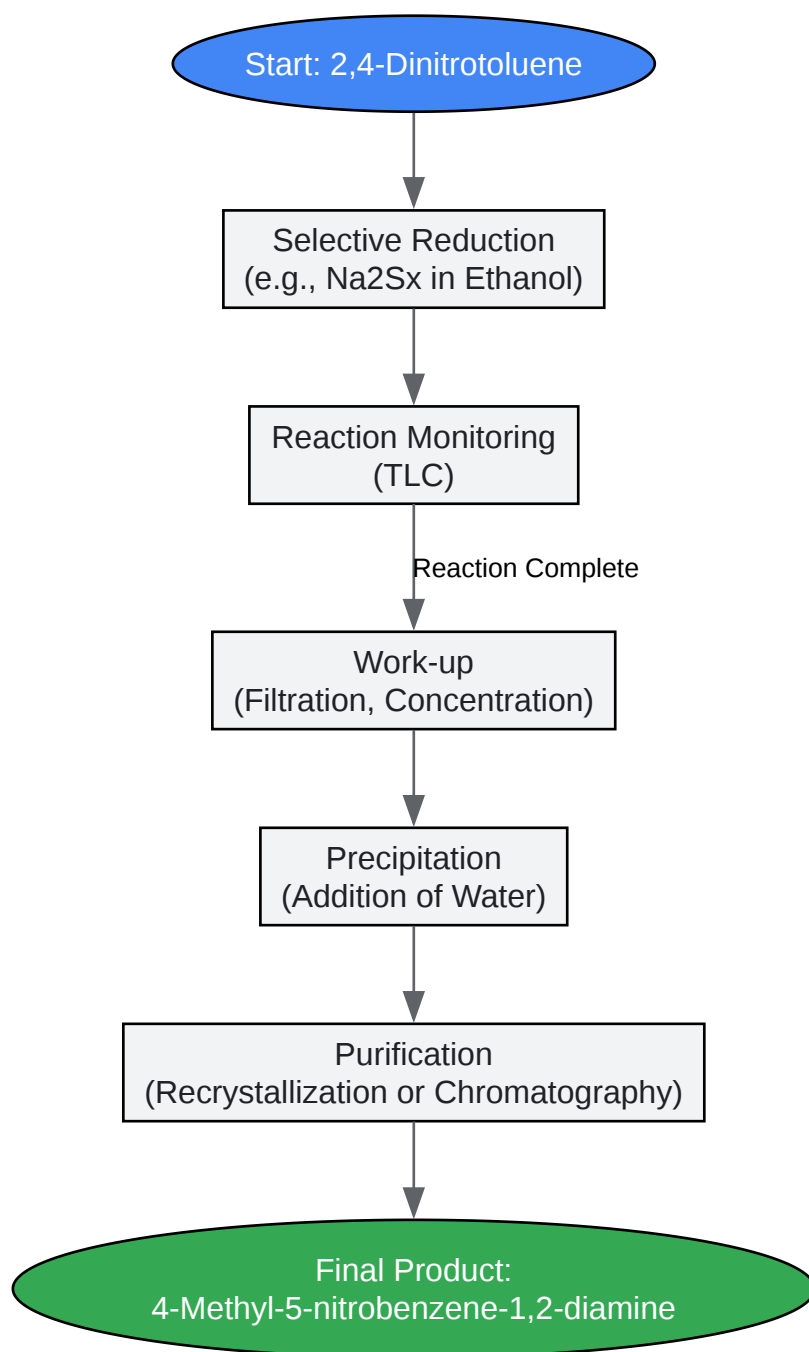 Start: 2,4-Dinitrotoluene
Selective Reduction
(e.g., Na2Sx in Ethanol)
Reaction Monitoring
(TLC)
Reaction Complete
Work-up
(Filtration, Concentration)
Precipitation
(Addition of Water)
Purification
(Recrystallization or Chromatography)
Final Product:
4-Methyl-5-nitrobenzene-1,2-diamine